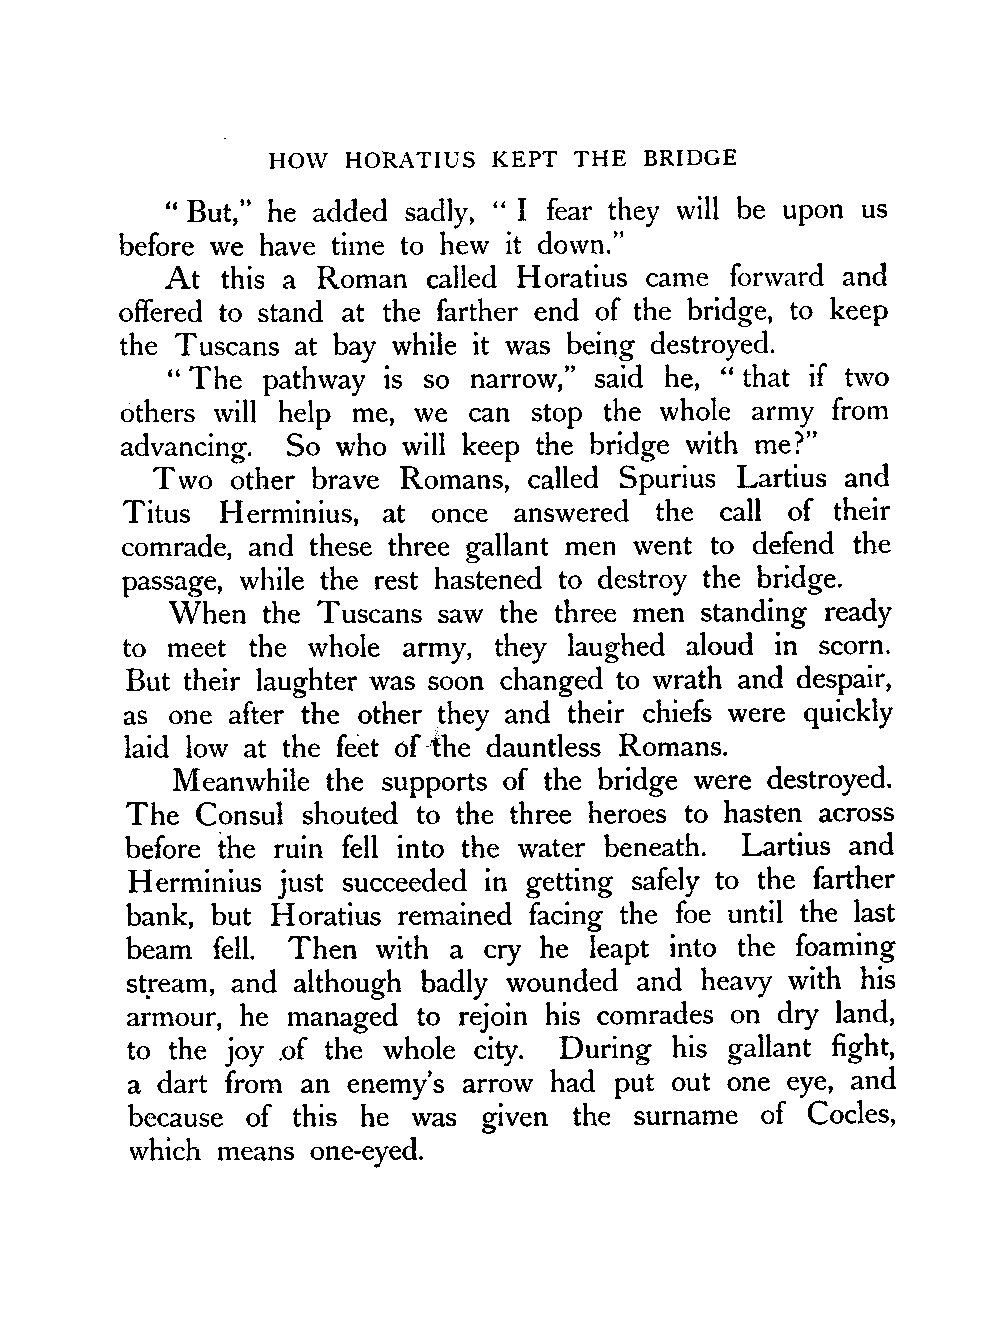 HOW HORATIUS KEPT THE BRIDGE
“ But,” he added sadly, “ I fear they will be upon us
before we have time to hew it down.”
At this a Roman called Horatius came forward and
offered to stand at the farther end of the bridge, to keep
the Tuscans at bay while it was being destroyed.
“ The pathway is so narrow,” said he, “ that if two
others will help me, we can stop the whole army from
advancing. So who will keep the bridge with me?”
Two other brave Romans, called Spurius Lartius and
Titus Herminius, at once answered the call of their
comrade, and these three gallant men went to defend the
passage, while the rest hastened to destroy the bridge.
When the Tuscans saw the three men standing ready
to meet the whole army, they laughed aloud in scorn.
But their laughter was soon changed to wrath and despair,
as one after the other they and their chiefs were quickly
laid low at the feet of the dauntless Romans.
Meanwhile the supports of the bridge were destroyed.
The Consul shouted to the three heroes to hasten across
before the ruin fell into the water beneath. Lartius and
Herminius just succeeded in getting safely to the farther
bank, but Horatius remained facing the foe until the last
beam fell. Then with a cry he leapt into the foaming
stream, and although badly wounded and heavy with his
armour, he managed to rejoin his comrades on dry land,
to the joy of the whole city. During his gallant fight,
a dart from an enemy’s arrow had put out one eye, and
because of this he was given the surname of Cocles,
which means one-eyed.